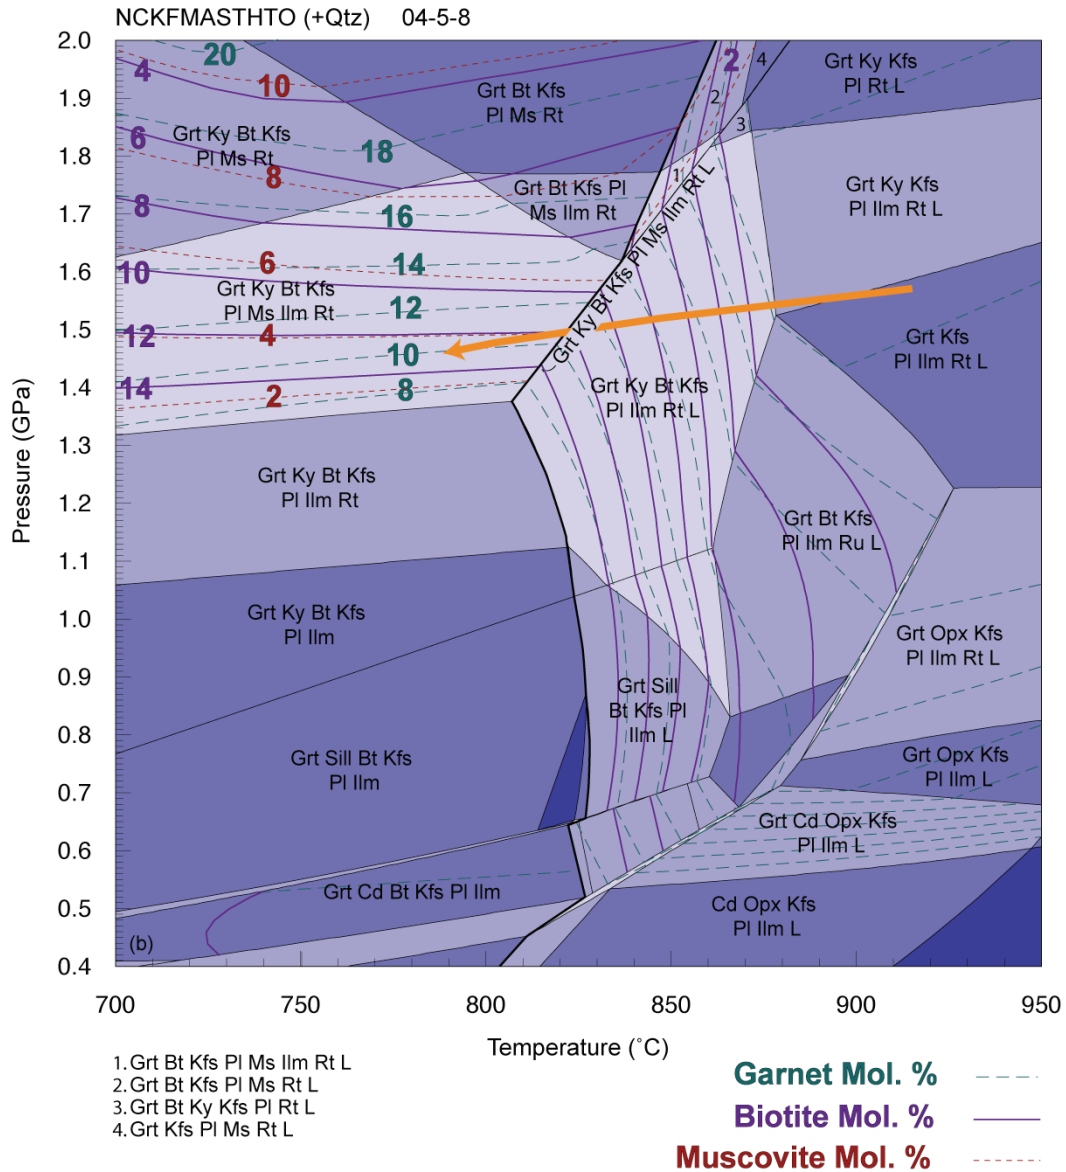 NCKFMASTHTO (+Qtz) 04-5-8
2.0
1.9
1.8
1.7
1.6
1.5
1.4
1.3
1.2
1.1
1.0
0.9
0.8
0.7
0.6
0.5
0.4
Pressure (GPa)
20
4
10
2
4
Grt Ky Kfs
Pl Rt L
Grt Bt Kfs
Pl Ms Rt
2
3
6
Grt Ky Bt Kfs
Pl Ms Rt
18
8
1
8
16
Grt Bt Kfs Pl
Ms Ilm Rt
Grt Ky Kfs
Pl Ilm Rt L
10
6
14
Grt Ky Bt Kfs
Pl Ms Ilm Rt
12
Grt Ky Bt Kfs Pl Ms Ilm Rt L
12
4
10
Grt Kfs
Pl Ilm Rt L
14
2
8
Grt Ky Bt Kfs
Pl Ilm Rt L
Grt Ky Bt Kfs
Pl Ilm Rt
Grt Bt Kfs
Pl Ilm Ru L
Grt Ky Bt Kfs
Pl Ilm
Grt Opx Kfs
Pl Ilm Rt L
Grt Sill
Bt Kfs Pl
Ilm L
Grt Sill Bt Kfs
Pl Ilm
Grt Opx Kfs
Pl Ilm L
Grt Cd Opx Kfs
Pl Ilm L
Grt Cd Bt Kfs Pl Ilm
Cd Opx Kfs
Pl Ilm L
(b)
700 750 800 850 900 950
Temperature (˚C)
1. Grt Bt Kfs Pl Ms Ilm Rt L
2. Grt Bt Kfs Pl Ms Rt L
3. Grt Bt Ky Kfs Pl Rt L
4. Grt Kfs Pl Ms Rt L
Garnet Mol. %
Biotite Mol. %
Muscovite Mol. %